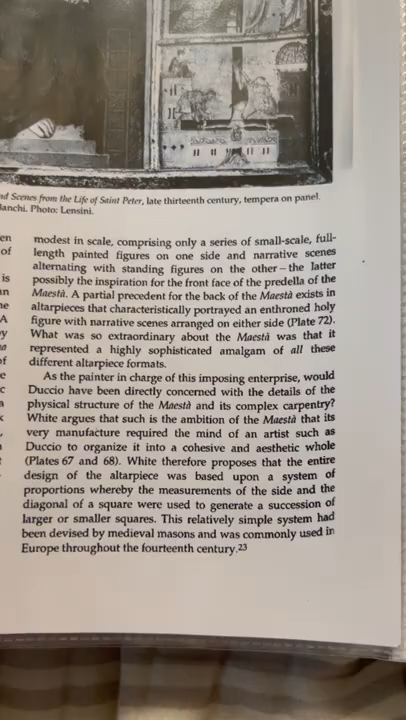 nd Scenes from the Life of Saint Peter, late thirteenth century, tempera on panel.
lanchi. Photo: Lensini.
en
of
is
an
ne
A
y
of
e
c
a
modest in scale, comprising only a series of small-scale, full-
length painted figures on one side and narrative scenes
alternating with standing figures on the other – the latter
possibly the inspiration for the front face of the predella of the
Maestà. A partial precedent for the back of the Maestà exists in
altarpieces that characteristically portrayed an enthroned holy
figure with narrative scenes arranged on either side (Plate 72).
What was so extraordinary about the Maestà was that it
represented a highly sophisticated amalgam of all these
different altarpiece formats.
As the painter in charge of this imposing enterprise, would
Duccio have been directly concerned with the details of the
physical structure of the Maestà and its complex carpentry?
White argues that such is the ambition of the Maestà that its
very manufacture required the mind of an artist such as
Duccio to organize it into a cohesive and aesthetic whole
(Plates 67 and 68). White therefore proposes that the entire
design of the altarpiece was based upon a system of
proportions whereby the measurements of the side and the
diagonal of a square were used to generate a succession of
larger or smaller squares. This relatively simple system had
been devised by medieval masons and was commonly used in
Europe throughout the fourteenth century.23